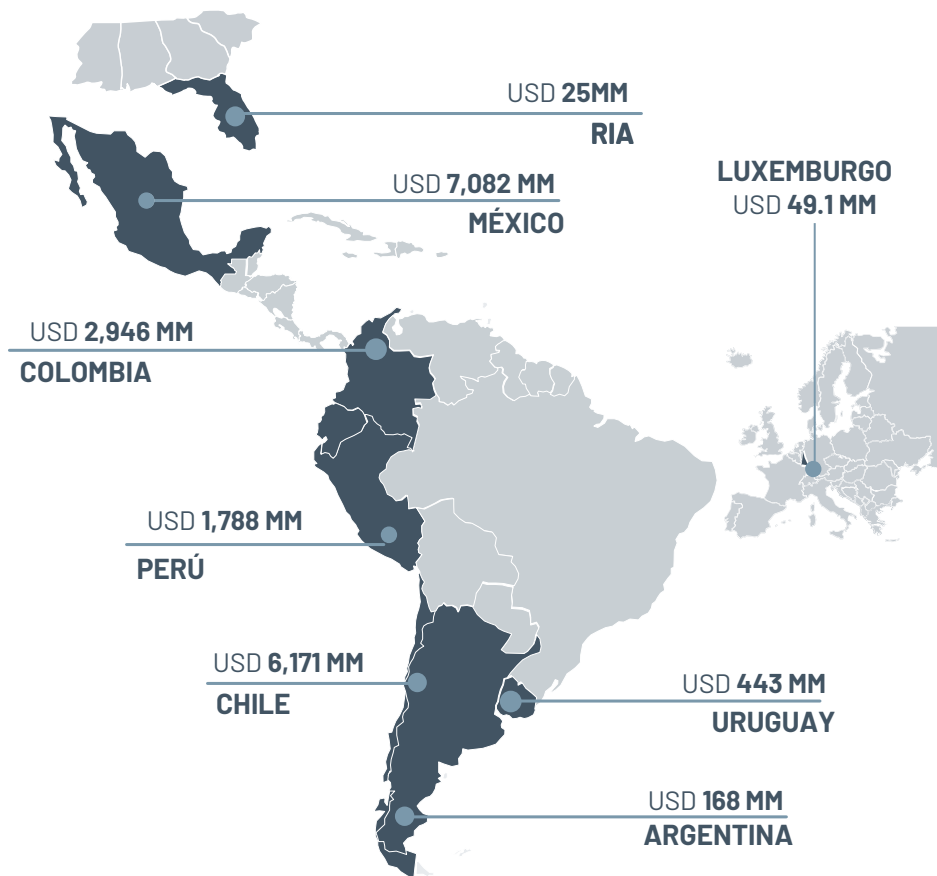 USD 25MM
RIA
USD 7,082 MM
MÉXICO
LUXEMBURGO
USD 49.1 MM
USD 2,946 MM
COLOMBIA
USD 1,788 MM
PERÚ
USD 6,171 MM
CHILE
USD 443 MM
URUGUAY
USD 168 MM
ARGENTINA